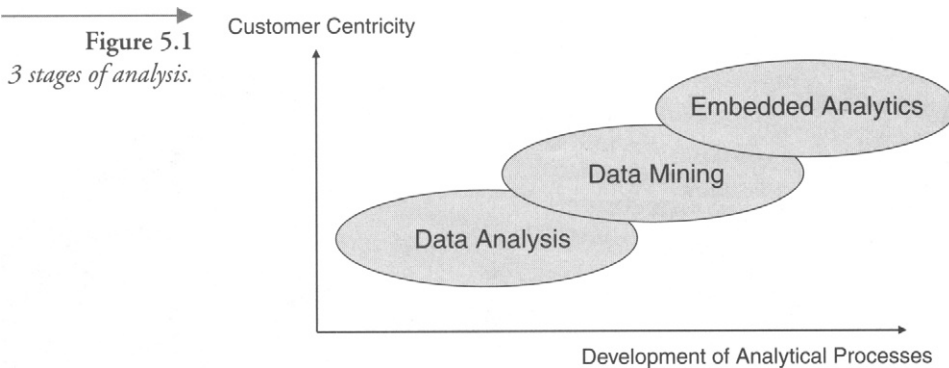 Figure 5.1
3 stages of analysis.
Customer Centricity
Embedded Analytics
Data Mining
Data Analysis
Development of Analytical Processes